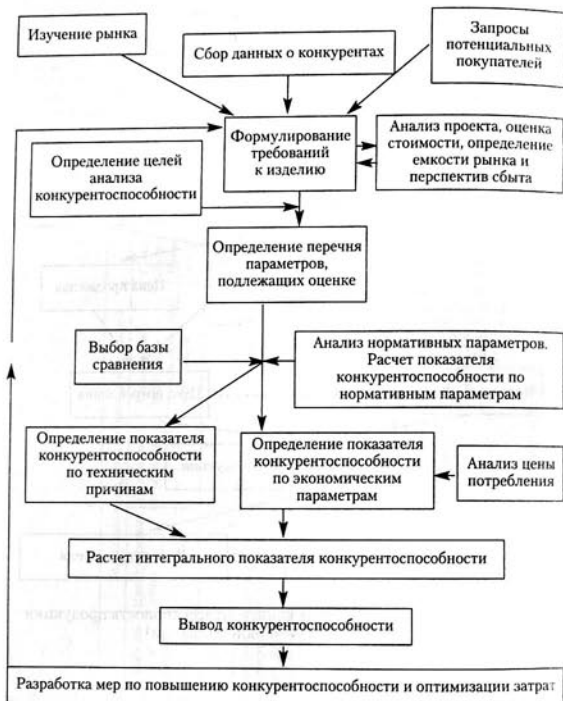 Изучение рынка
Сбор данных о конкурентах
Запросы
потенциальных
покупателей
Формулирование
требований
к изделию
Анализ проекта, оценка
стоимости, определение
емкости рынка и
перспектив сбыта
Определение целей
анализа
конкурентоспособности
Определение перечня
параметров,
подлежащих оценке
Выбор базы
сравнения
Анализ нормативных параметров.
Расчет показателя
конкурентоспособности по
нормативным параметрам
Определение показателя
конкурентоспособности
по техническим
причинам
Определение показателя
конкурентоспособности
по экономическим
параметрам
Анализ цены
потребления
Расчет интегрального показателя конкурентоспособности
Вывод конкурентоспособности
Разработка мер по повышению конкурентоспособности и оптимизации затрат